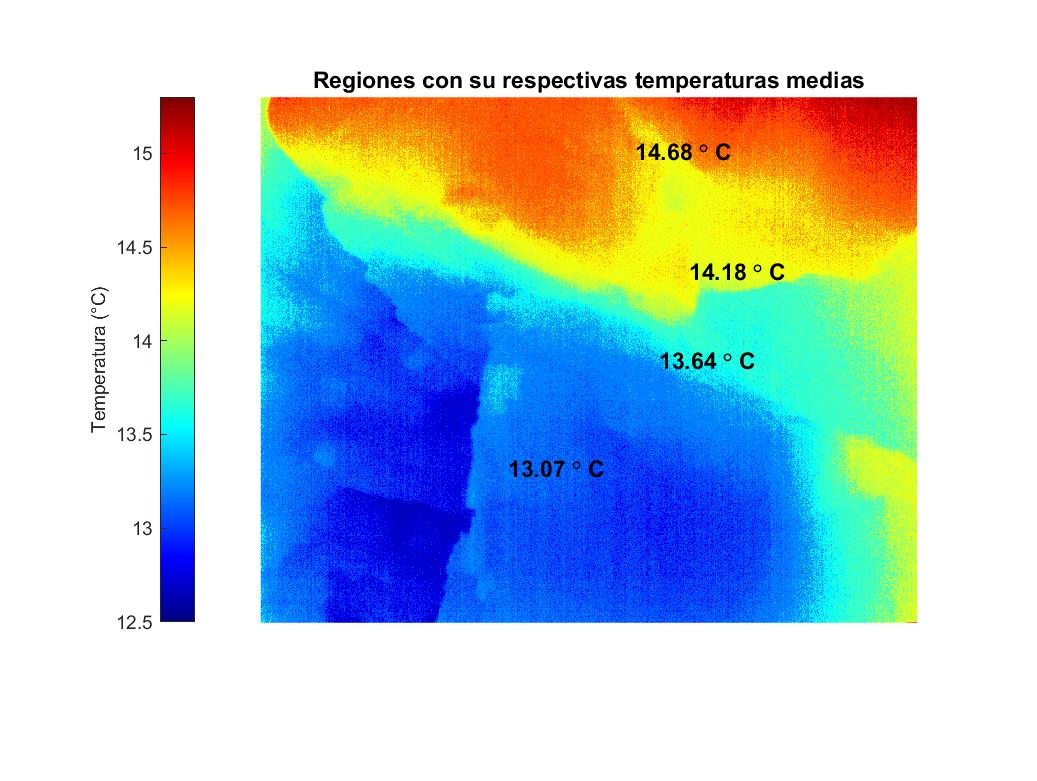 Regiones con su respectivas temperaturas medias
15
14.5
14
13.5
13
12.5
Temperatura (°C)
14.68 ° C
14.18 ° C
13.64 ° C
13.07 ° C